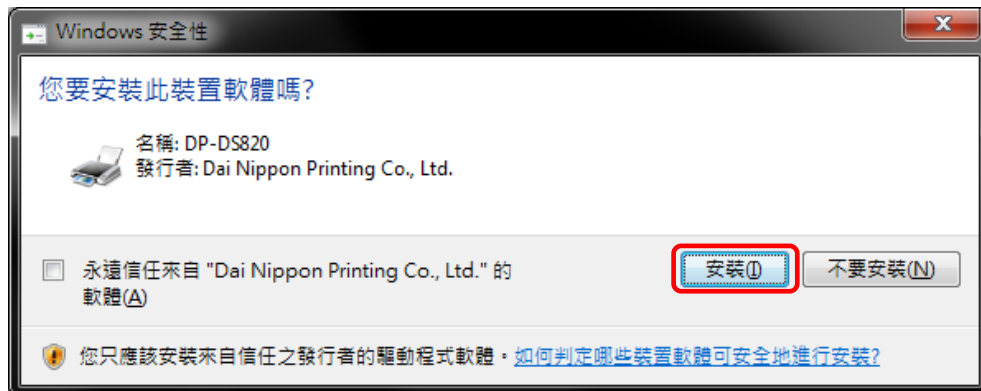 Windows 安全性
您要安裝此裝置軟體嗎?
名稱: DP-DS820
發行者: Dai Nippon Printing Co., Ltd.
永遠信任來自 "Dai Nippon Printing Co., Ltd." 的
軟體(A)
安裝(I)
不要安裝(N)
您只應該安裝來自信任之發行者的驅動程式軟體。如何判定哪些裝置軟體可安全地進行安裝?